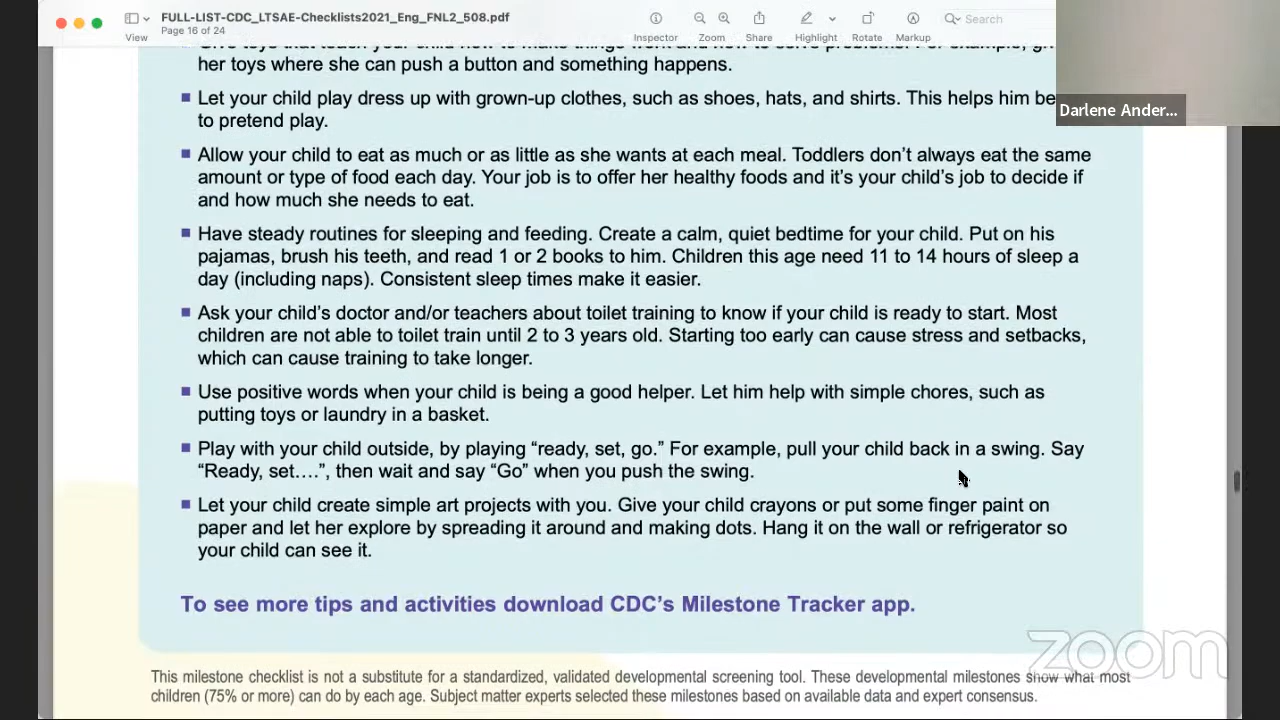 FULL-LIST-CDC_LTSAE-Checklists2021_Eng_FNL2_508.pdf
Page 16 of 24
View
Inspector
Zoom
Share
Highlight
Rotate
Markup
Search
Darlene Ander...
Give toys that teach your child how to make things work and how to solve problems. For example,
her toys where she can push a button and something happens.
Let your child play dress up with grown-up clothes, such as shoes, hats, and shirts. This helps him be
to pretend play.
Allow your child to eat as much or as little as she wants at each meal. Toddlers don’t always eat the same
amount or type of food each day. Your job is to offer her healthy foods and it’s your child’s job to decide if
and how much she needs to eat.
Have steady routines for sleeping and feeding. Create a calm, quiet bedtime for your child. Put on his
pajamas, brush his teeth, and read 1 or 2 books to him. Children this age need 11 to 14 hours of sleep a
day (including naps). Consistent sleep times make it easier.
Ask your child’s doctor and/or teachers about toilet training to know if your child is ready to start. Most
children are not able to toilet train until 2 to 3 years old. Starting too early can cause stress and setbacks,
which can cause training to take longer.
Use positive words when your child is being a good helper. Let him help with simple chores, such as
putting toys or laundry in a basket.
Play with your child outside, by playing “ready, set, go.” For example, pull your child back in a swing. Say
“Ready, set….”, then wait and say “Go” when you push the swing.
Let your child create simple art projects with you. Give your child crayons or put some finger paint on
paper and let her explore by spreading it around and making dots. Hang it on the wall or refrigerator so
your child can see it.
To see more tips and activities download CDC’s Milestone Tracker app.
zoom
This milestone checklist is not a substitute for a standardized, validated developmental screening tool. These developmental milestones show what most
children (75% or more) can do by each age. Subject matter experts selected these milestones based on available data and expert consensus.